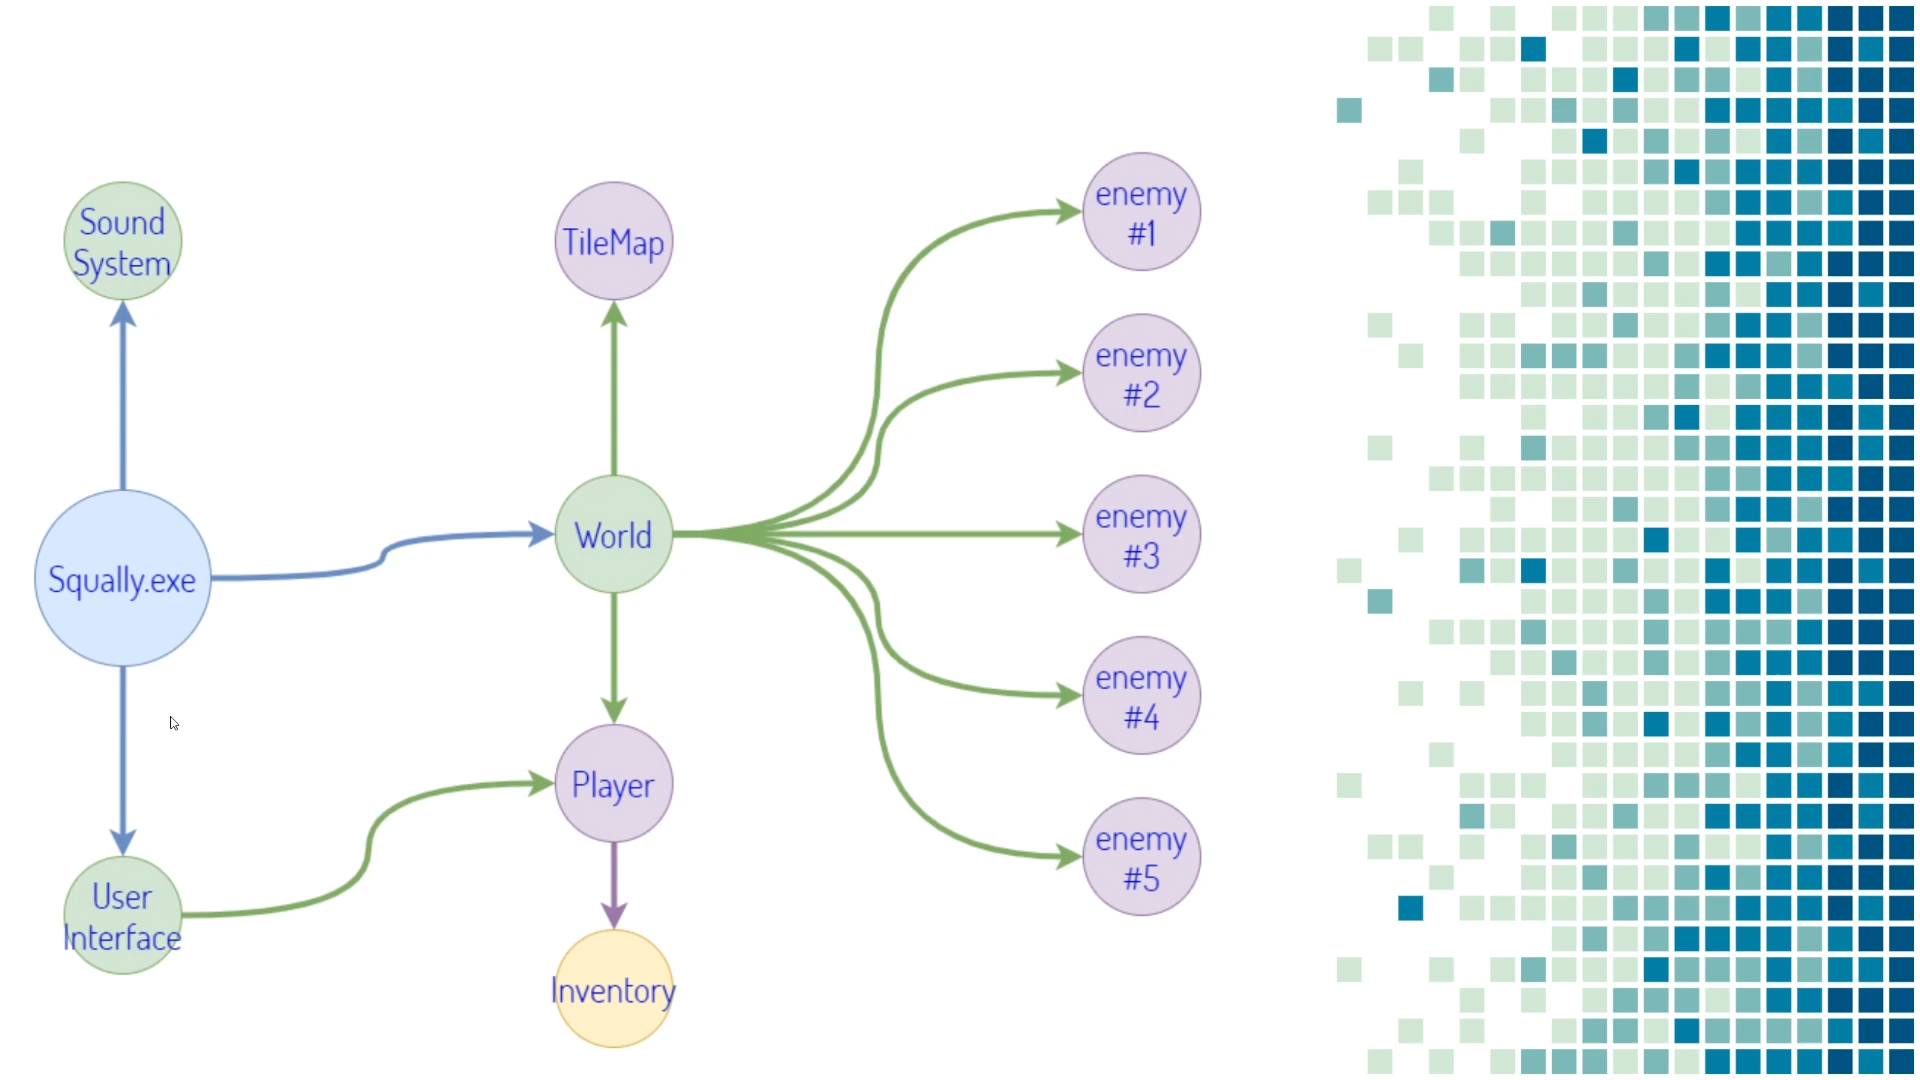 Sound
System
TileMap
enemy
#1
enemy
#2
Squally.exe
World
enemy
#3
enemy
#4
Player
enemy
#5
User
Interface
Inventory